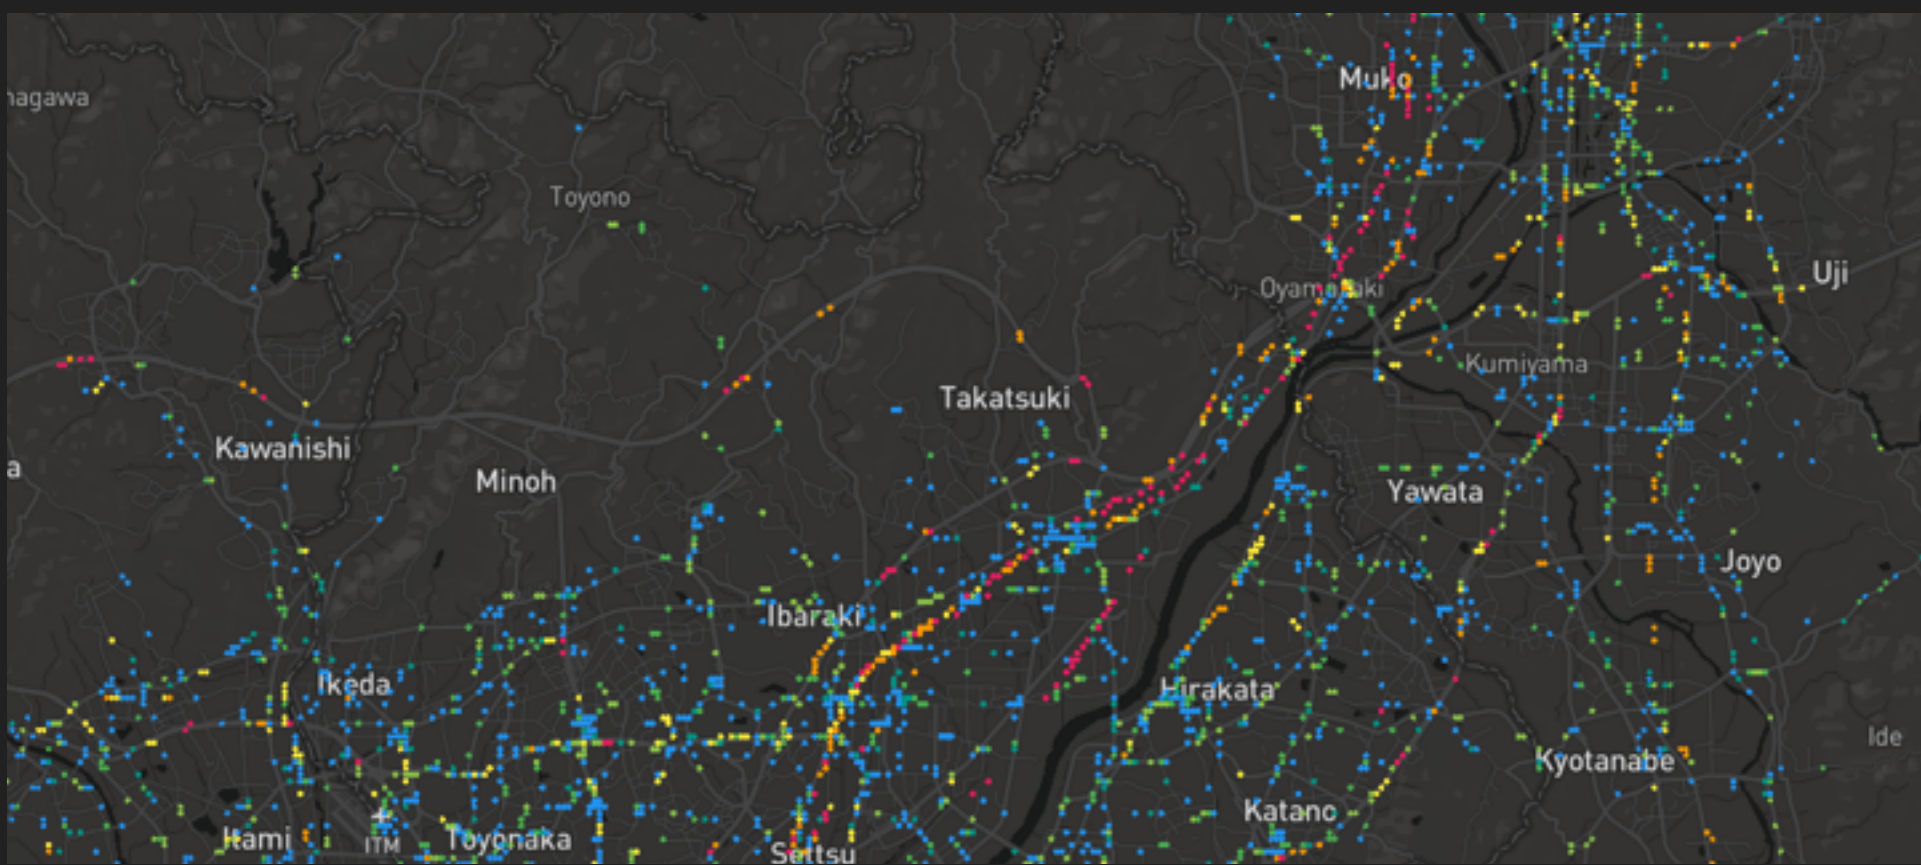 Muko
Toyono
Uji
Oyamazaki
Kumiyama
Takatsuki
Kawanishi
Minoh
Yawata
Joyo
Ibaraki
Ikeda
Hirakata
Ide
Kyotanabe
Katano
Itami
ITM
Toyonaka
Settsu